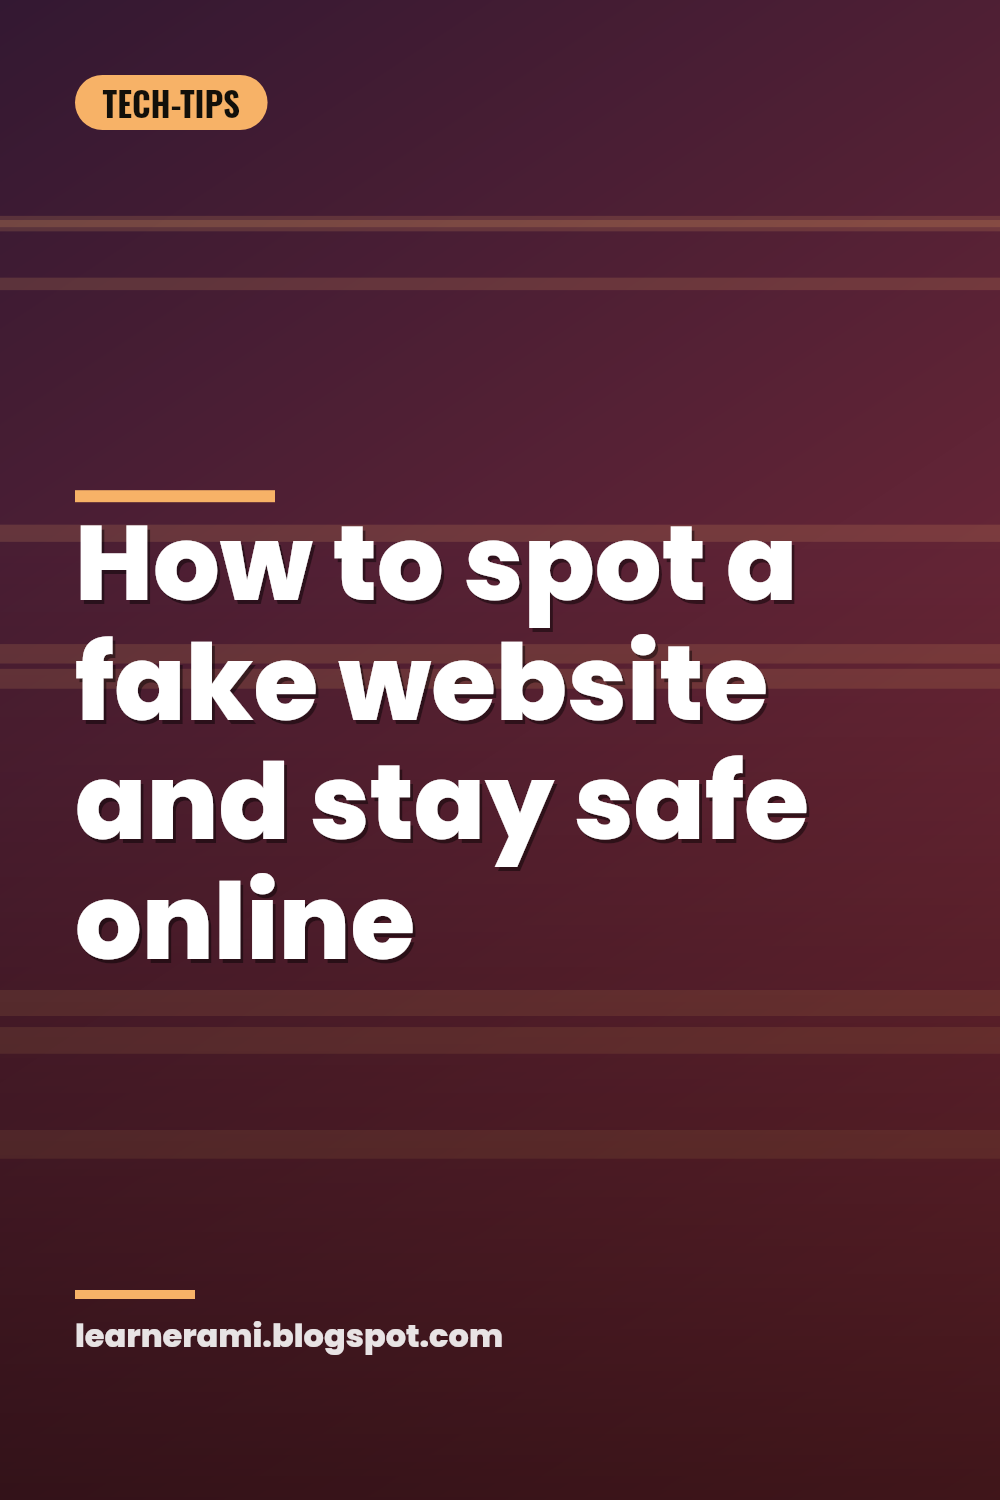 TECH-TIPS
How to spot a
fake website
and stay safe
online
learnerami.blogspot.com